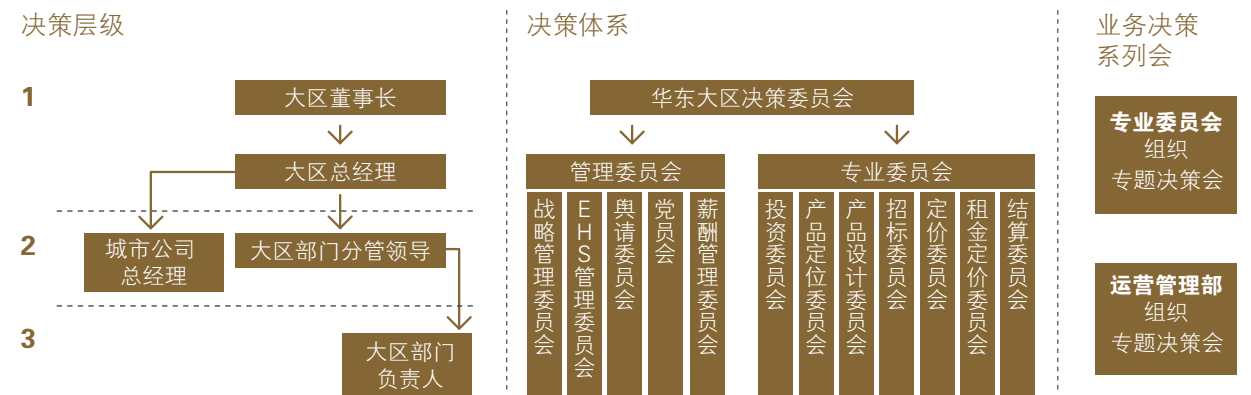 决策层级
1
大区董事长
大区总经理
2
城市公司
总经理
大区部门分管领导
3
大区部门
负责人
决策体系
华东大区决策委员会
管理委员会
战略管理委员会
EHS管理委员会
舆请委员会
党员会
薪酬管理委员会
专业委员会
投资委员会
产品定位委员会
产品设计委员会
招标委员会
定价委员会
租金定价委员会
结算委员会
业务决策
系列会
专业委员会
组织
专题决策会
运营管理部
组织
专题决策会